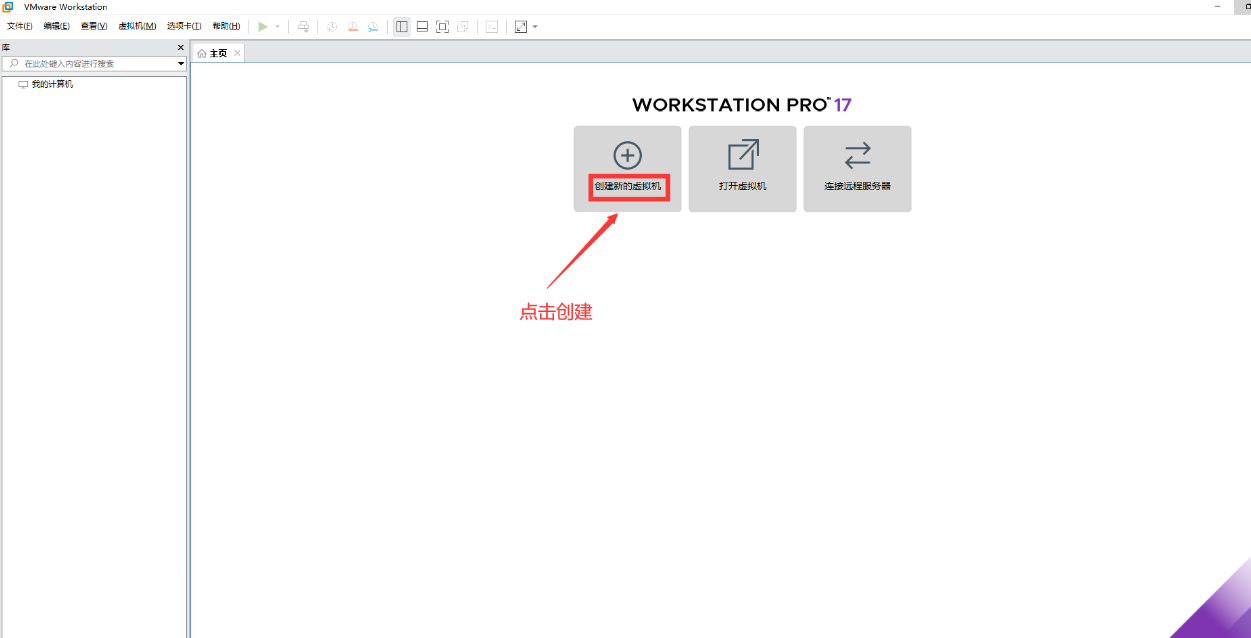 VMware Workstation
文件(F) 编辑(E) 查看(V) 虚拟机(M) 选项卡(T) 帮助(H)
库
主页
在此处键入内容进行搜索
我的计算机
WORKSTATION PRO™ 17
创建新的虚拟机 打开虚拟机 连接远程服务器
点击创建